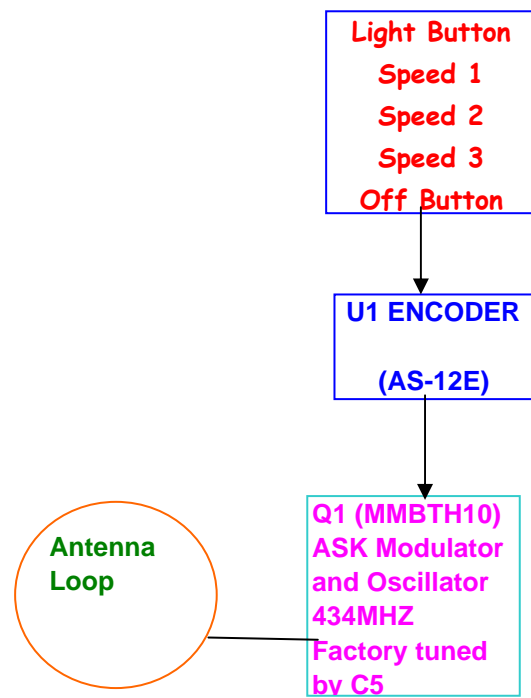 Light Button
Speed 1
Speed 2
Speed 3
Off Button
U1 ENCODER
(AS-12E)
Antenna
Loop
Q1 (MMBTH10)
ASK Modulator
and Oscillator
434MHZ
Factory tuned
by C5